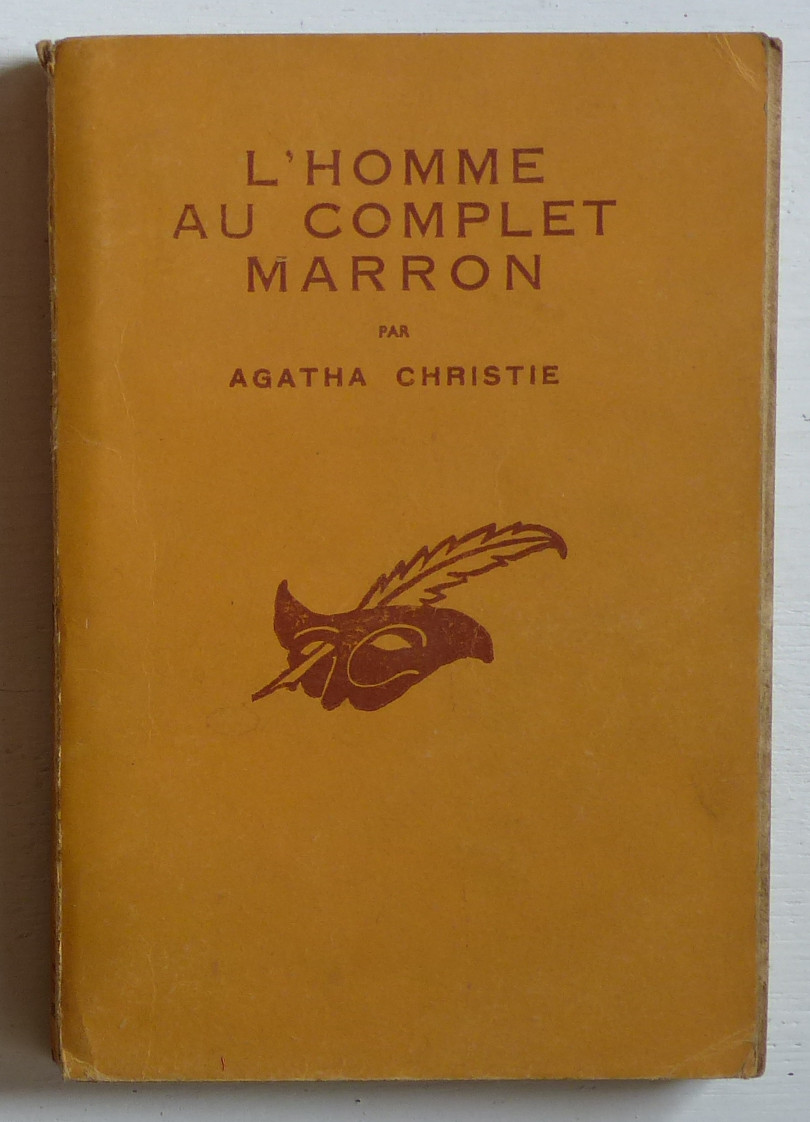 L'HOMME
AU COMPLET
MARRON
PAR
AGATHA CHRISTIE